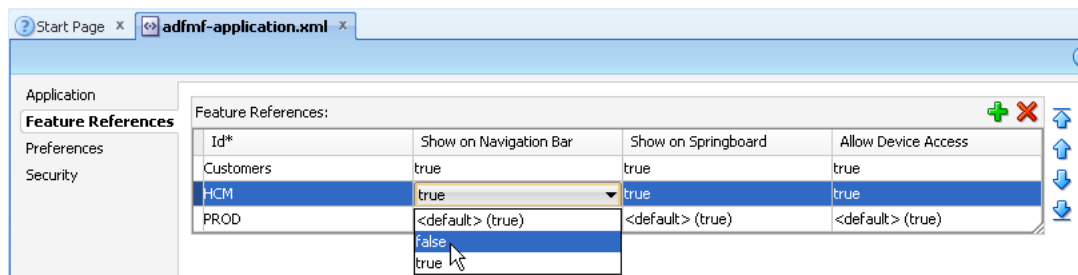 Start Page x adfmf-application.xml x
Application
Feature References
Preferences
Security
Feature References:
Id* Show on Navigation Bar Show on Springboard Allow Device Access
Customers true true true
HCM true true true
PROD <default> (true) <default> (true) <default> (true)
false
true